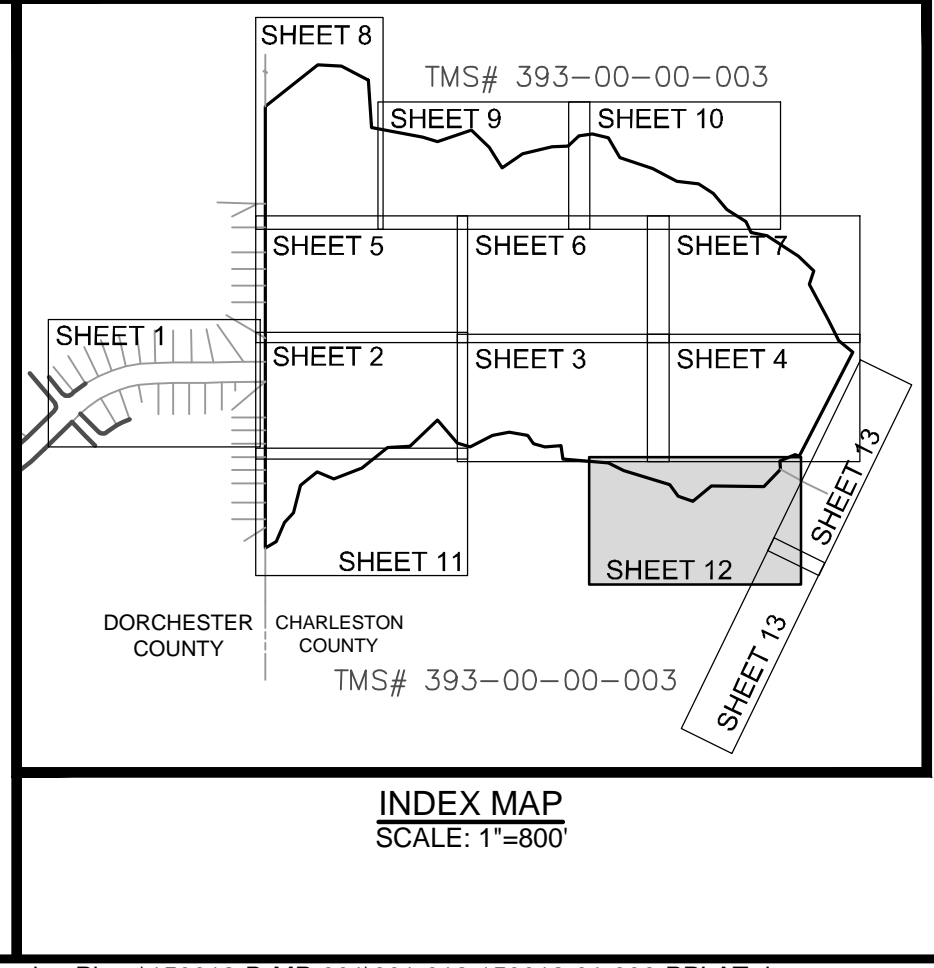 SHEET 8
TMS# 393-00-00-003
SHEET 9
SHEET 10
SHEET 5
SHEET 6
SHEET 7
SHEET 1
SHEET 2
SHEET 3
SHEET 4
SHEET 13
SHEET 11
SHEET 12
SHEET 13
DORCHESTER
COUNTY
CHARLESTON
COUNTY
TMS# 393-00-00-003
INDEX MAP
SCALE: 1"=800'